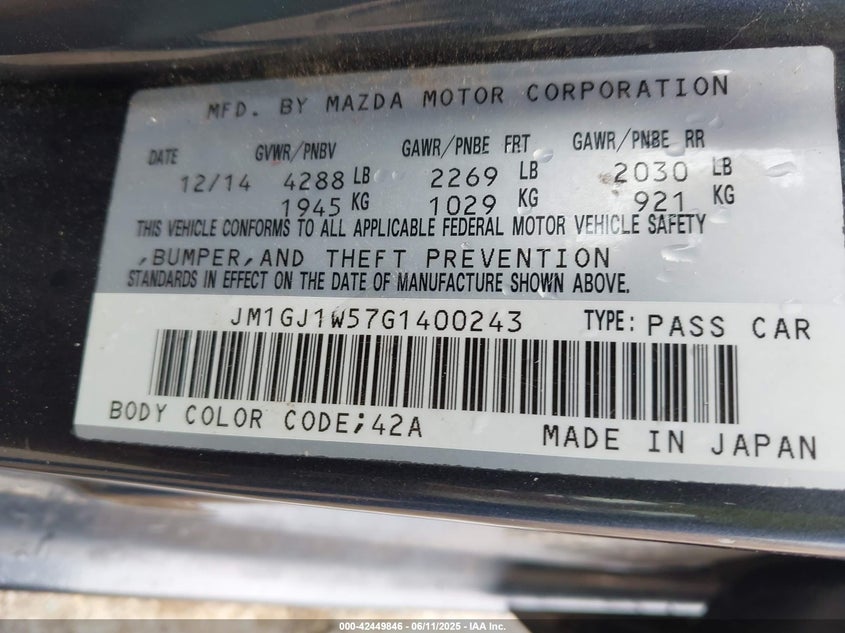 MFD. BY MAZDA MOTOR CORPORATION
DATE GVWR/PNBV GAWR/PNBE FRT GAWR/PNBE RR
12/14 4288 LB 2269 LB 2030 LB
1945 KG 1029 KG 921 KG
THIS VEHICLE CONFORMS TO ALL APPLICABLE FEDERAL MOTOR VEHICLE SAFETY
,BUMPER,AND THEFT PREVENTION
STANDARDS IN EFFECT ON THE DATE OF MANUFACTURE SHOWN ABOVE.
JM1GJ1W57G1400243 TYPE: PASS CAR
BODY COLOR CODE;42A MADE IN JAPAN
000-42449846 - 06/11/2025 - IAA Inc.